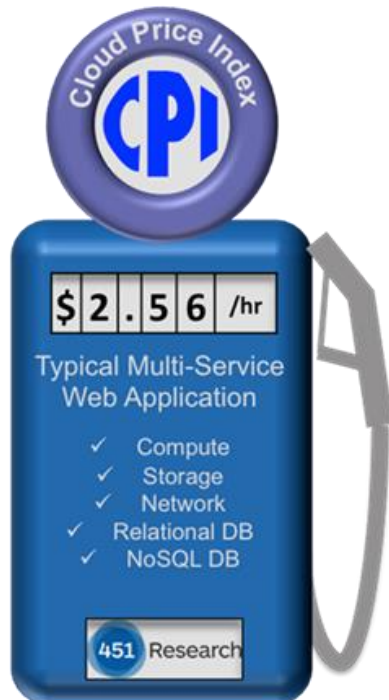 Cloud Price Index
CPI
$2.56 /hr
Typical Multi-Service
Web Application
✓ Compute
✓ Storage
✓ Network
✓ Relational DB
✓ NoSQL DB
451 Research